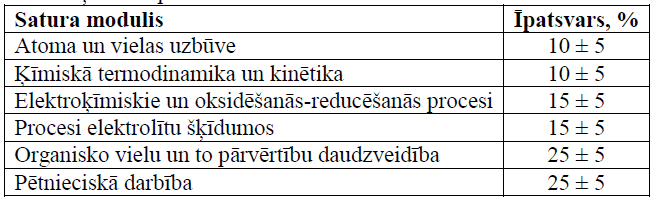 Satura modulis Īpatsvars, %
Atoma un vielas uzbūve 10 ± 5
Ķīmiskā termodinamika un kinētika 10 ± 5
Elektroķīmiskie un oksidēšanās-reducēšanās procesi 15 ± 5
Procesi elektrolītu šķīdumos 15 ± 5
Organisko vielu un to pārvērtību daudzveidība 25 ± 5
Pētnieciskā darbība 25 ± 5